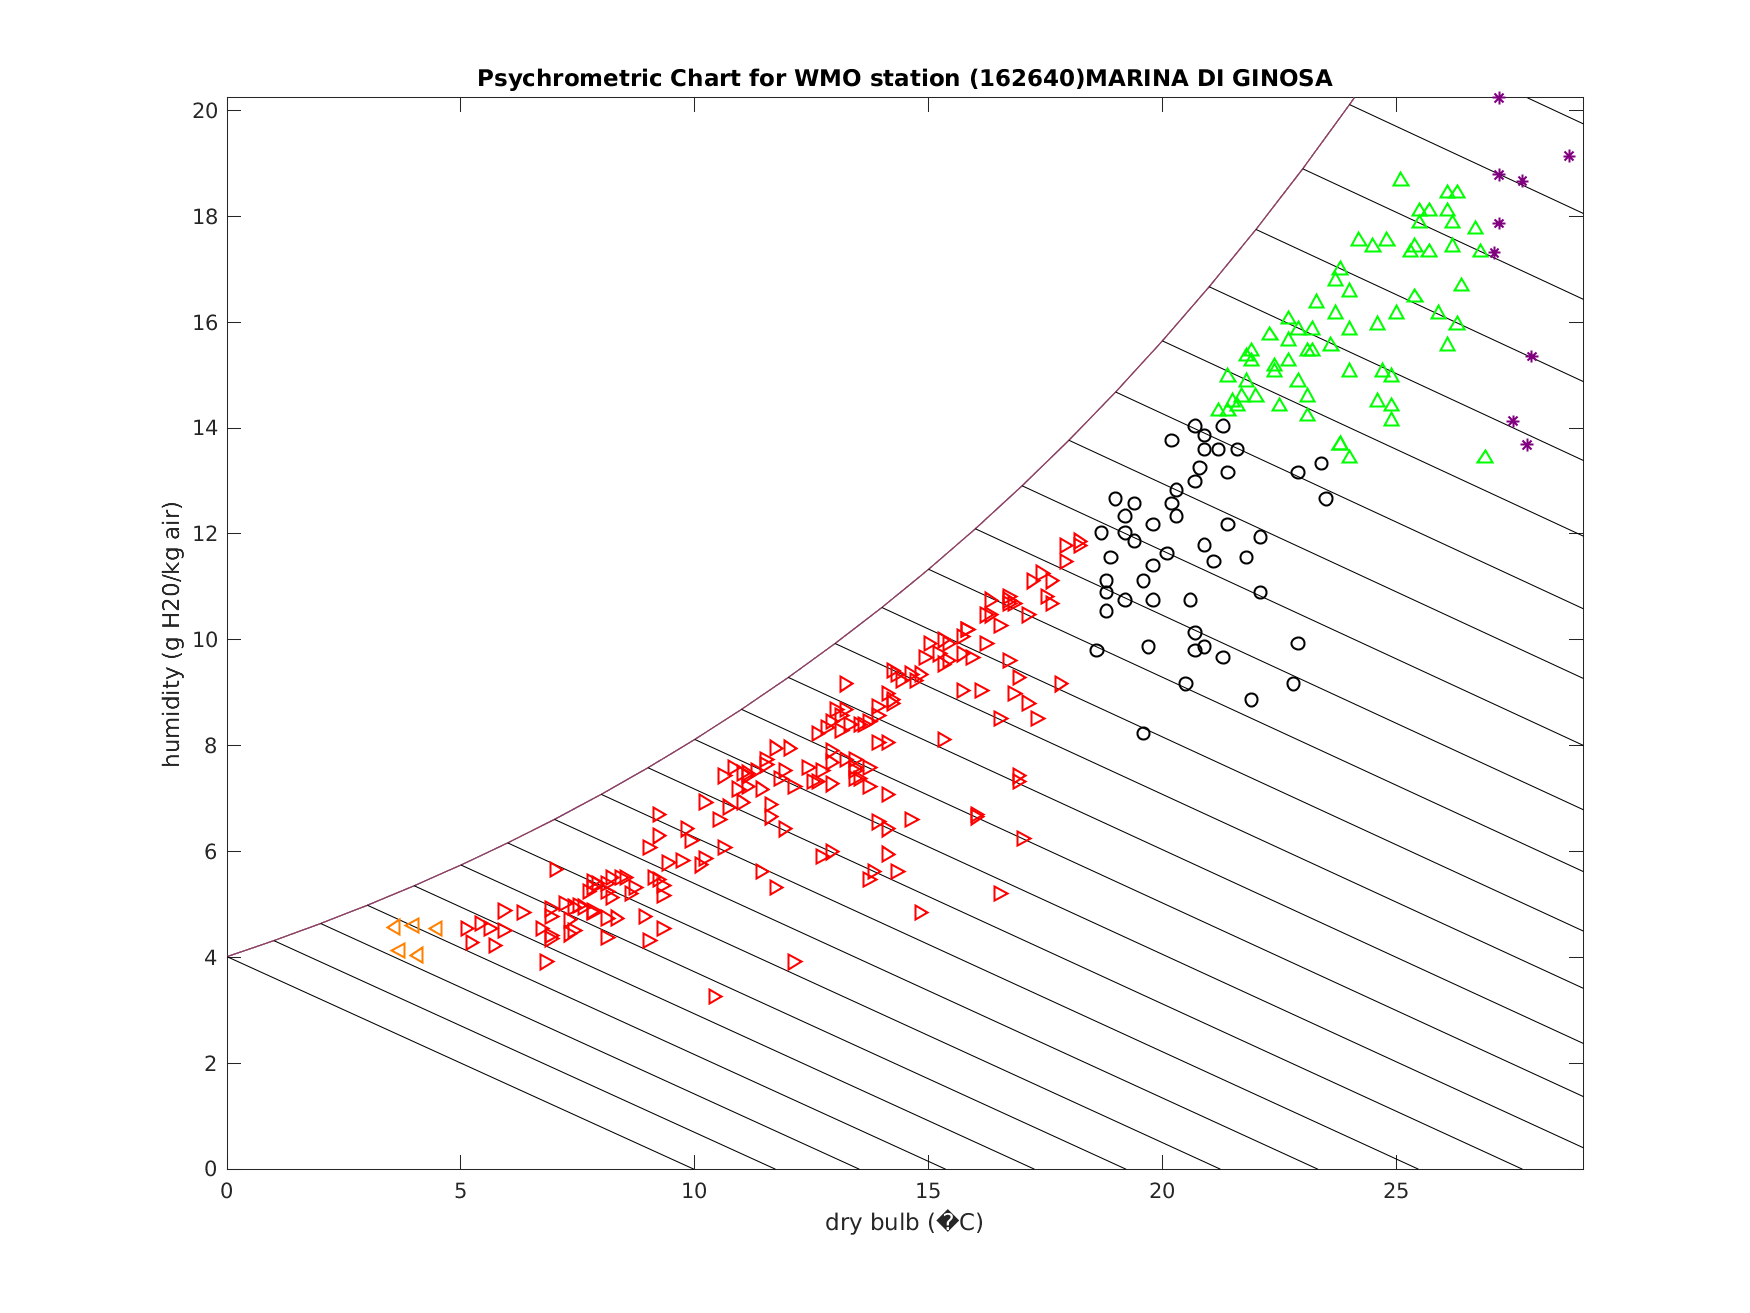 Psychrometric Chart for WMO station (162640)MARINA DI GINOSA
20
18
16
14
12
10
8
6
4
2
0
humidity (g H20/kg air)
0 5 10 15 20 25
dry bulb (�C)